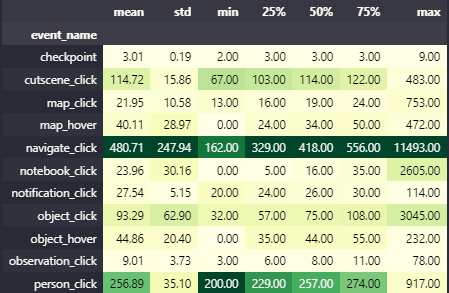 mean std min 25% 50% 75% max
event_name
checkpoint 3.01 0.19 2.00 3.00 3.00 3.00 9.00
cutscene_click 114.72 15.86 67.00 103.00 114.00 122.00 483.00
map_click 21.95 10.58 13.00 16.00 19.00 24.00 753.00
map_hover 40.11 28.97 0.00 24.00 34.00 50.00 472.00
navigate_click 480.71 247.94 162.00 329.00 418.00 556.00 11493.00
notebook_click 23.96 30.16 0.00 5.00 16.00 35.00 2605.00
notification_click 27.54 5.15 20.00 24.00 26.00 30.00 114.00
object_click 93.29 62.90 32.00 57.00 75.00 108.00 3045.00
object_hover 44.86 20.40 0.00 35.00 44.00 55.00 232.00
observation_click 9.01 3.73 3.00 6.00 8.00 11.00 78.00
person_click 256.89 35.10 200.00 229.00 257.00 274.00 917.00